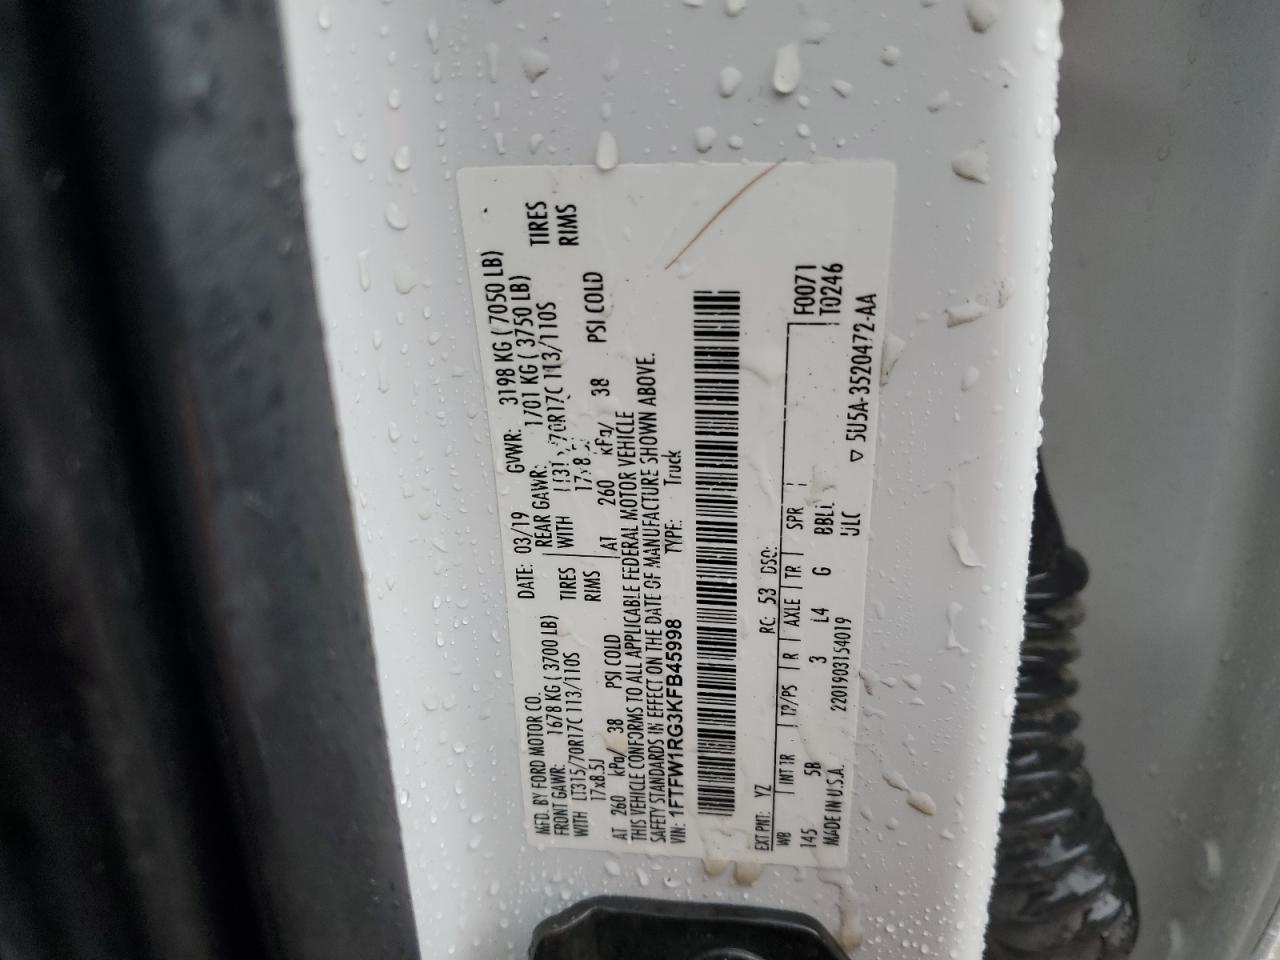 MFD. BY FORD MOTOR CO.
DATE: 03/19 GVWR: 3198 KG ( 7050 LB)
FRONT GAWR: 1678 KG ( 3700 LB) REAR GAWR: 1701 KG ( 3750 LB)
WITH LT315/70R17C 113/110S TIRES WITH 70R17C 113/110S TIRES
17x8.5J RIMS RIMS
AT 260 kPa/ 38 PSI COLD AT 260 kPa/ 38 PSI COLD
THIS VEHICLE CONFORMS TO ALL APPLICABLE FEDERAL MOTOR VEHICLE
SAFETY STANDARDS IN EFFECT ON THE DATE OF MANUFACTURE SHOWN ABOVE.
VIN: 1FTFW1RG3KFB45998 TYPE: Truck
EXT PNT: YZ RC: 53 DSO:
WB INT TR TP/PS R AXLE TR SPR F0071
145 5B 3 L4 G T0246
MADE IN U.S.A. 2201903154019 ULC ▽ 5U5A-3520472-AA